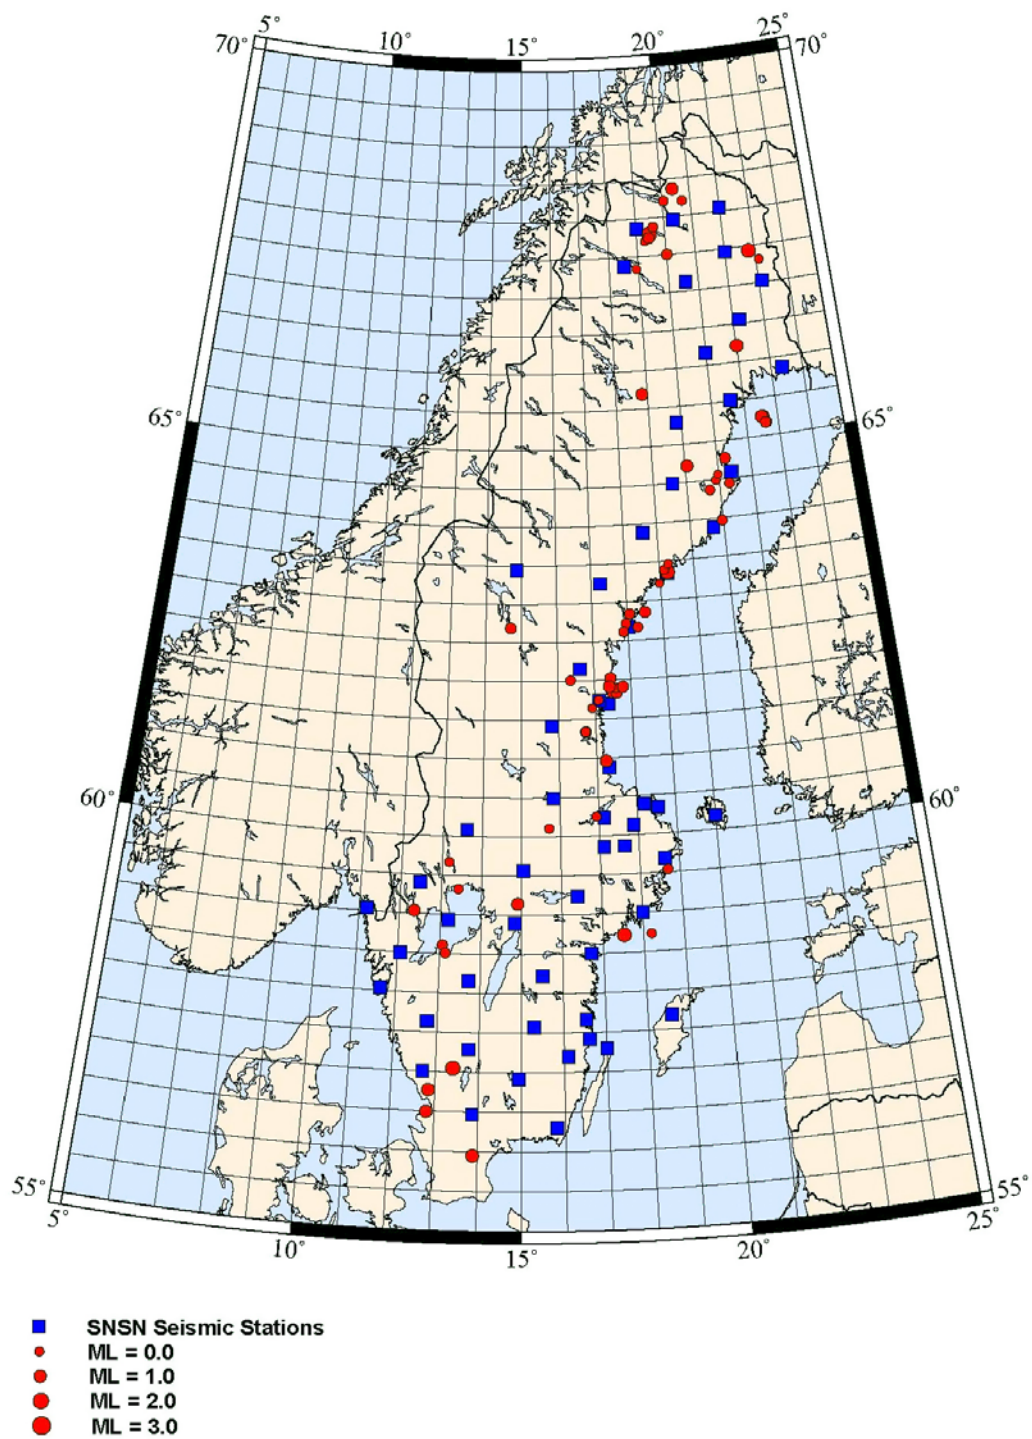 5° 10° 15° 20° 25°
70° 70°
65° 65°
60° 60°
55° 55°
5° 10° 15° 20° 25°
SNSN Seismic Stations
ML = 0.0
ML = 1.0
ML = 2.0
ML = 3.0